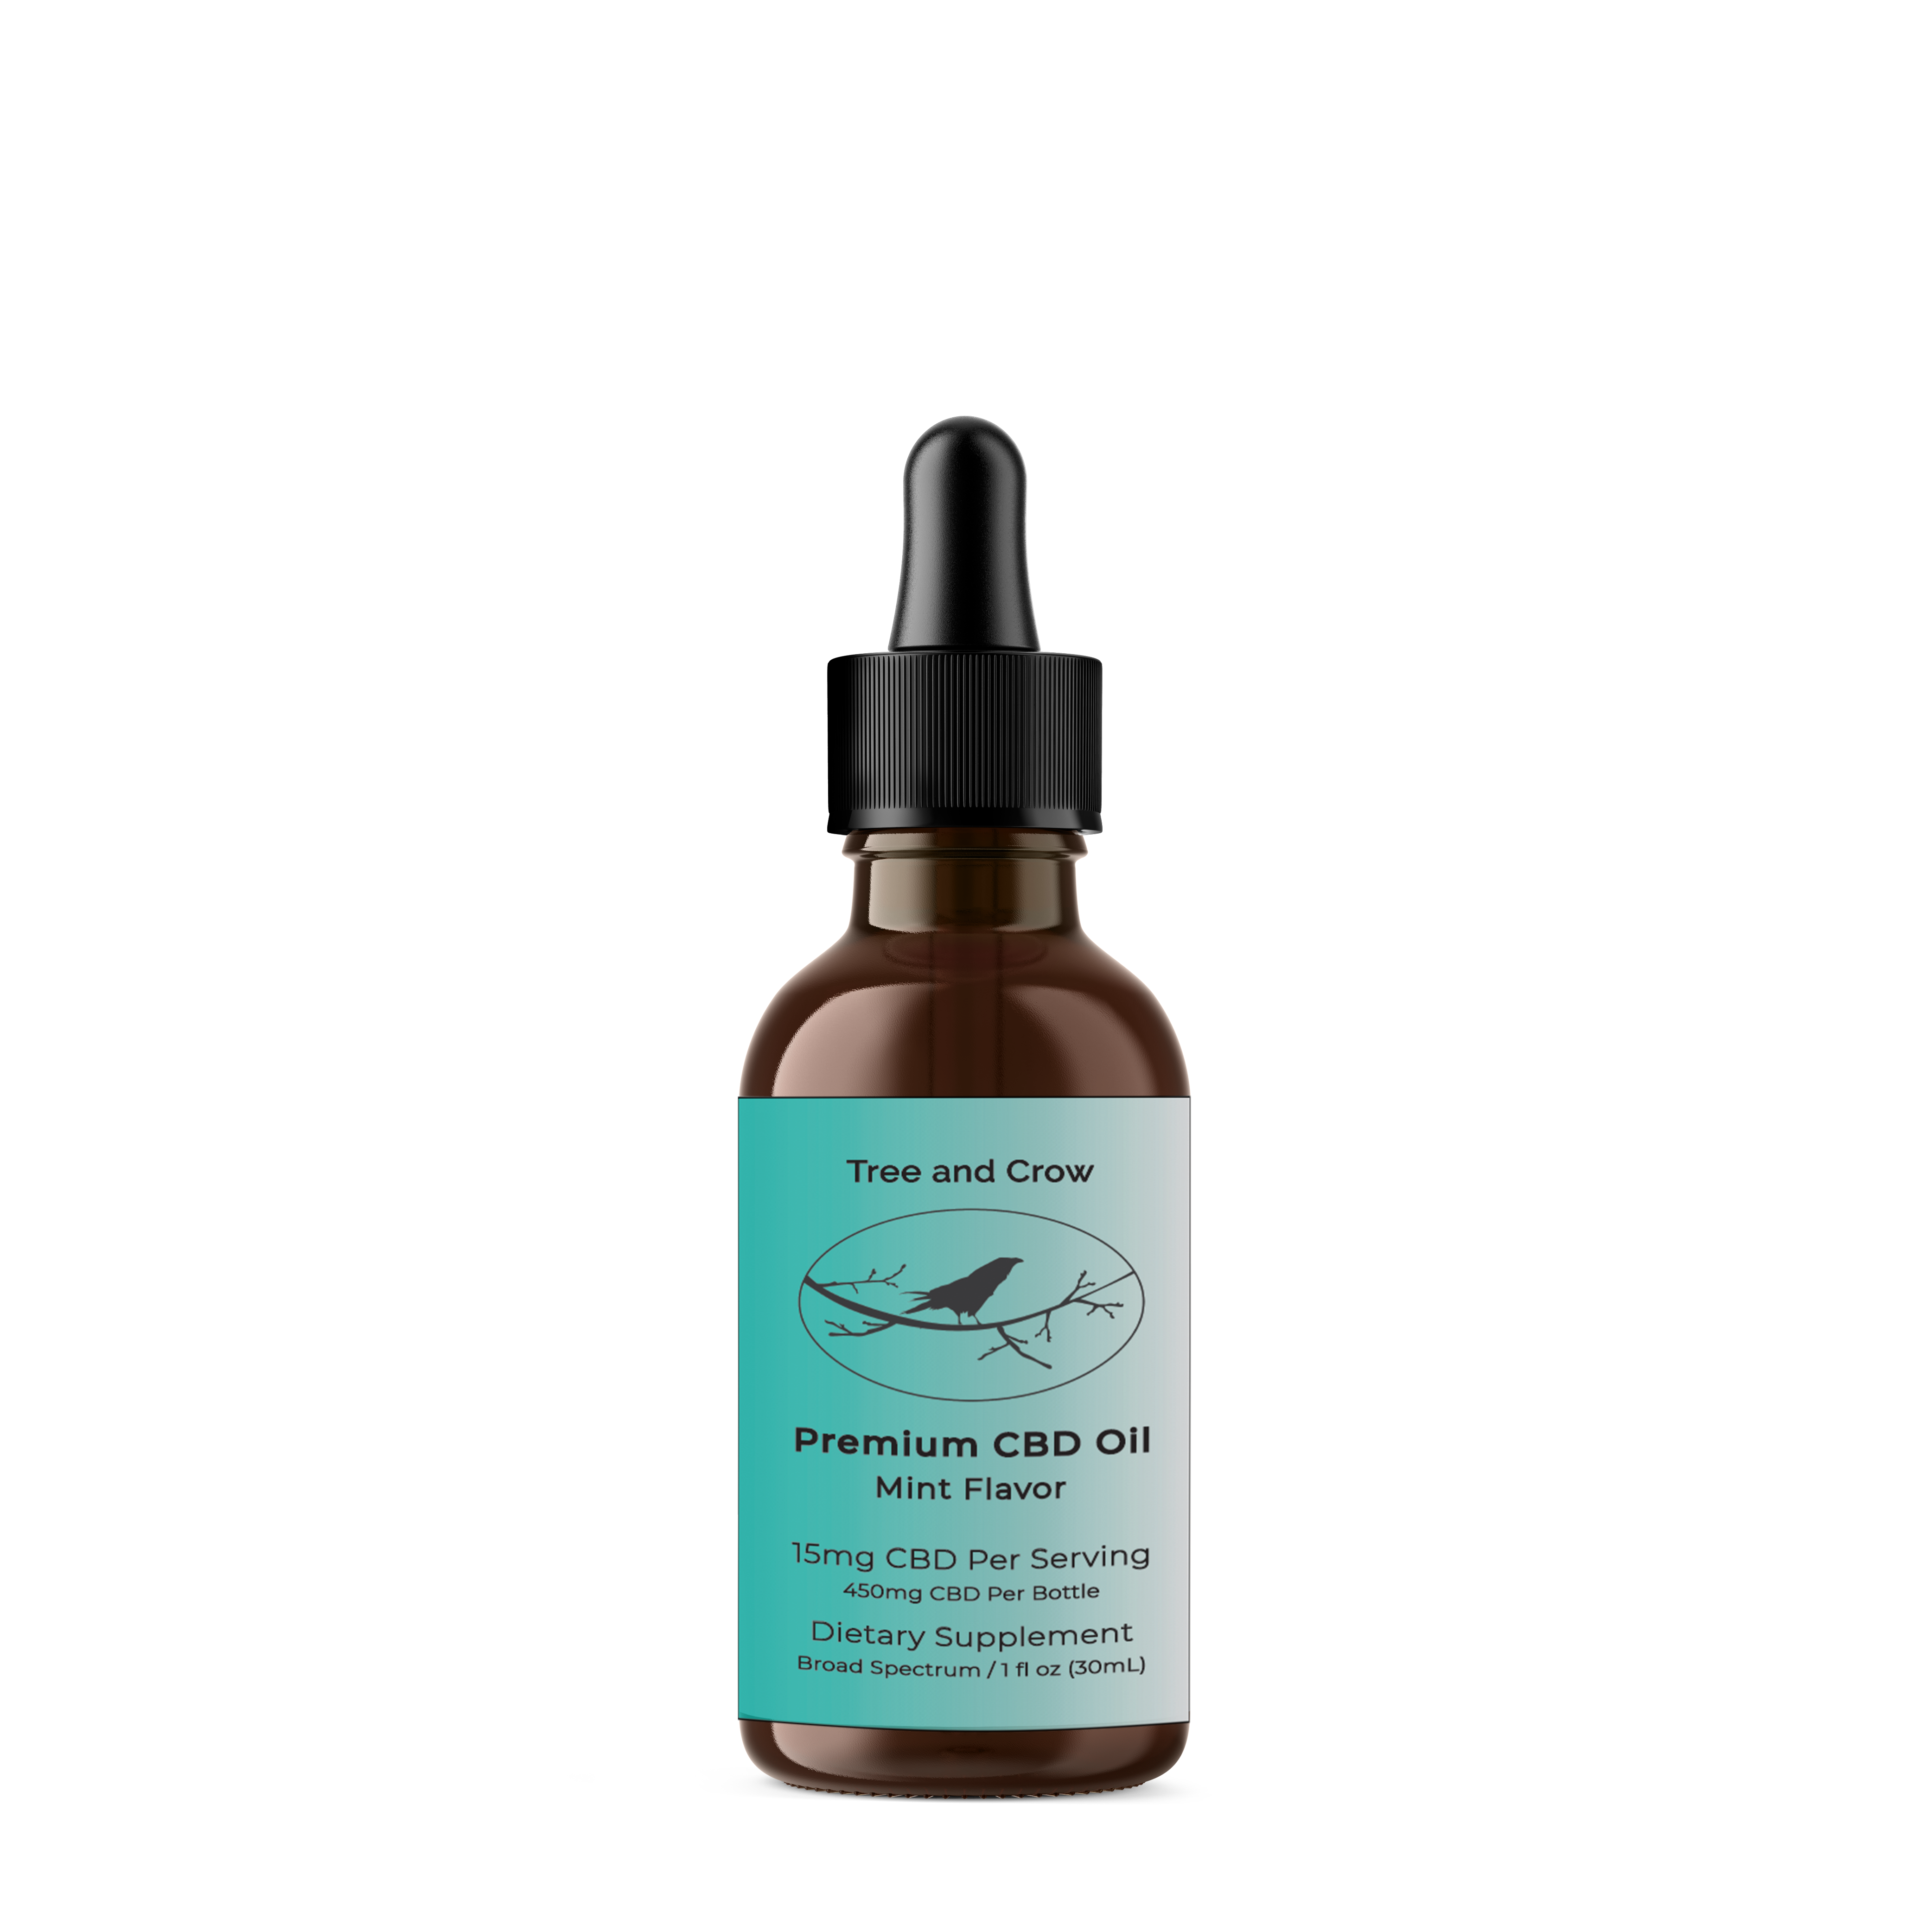 Tree and Crow
Premium CBD Oil
Mint Flavor
15mg CBD Per Serving
450mg CBD Per Bottle
Dietary Supplement
Broad Spectrum / 1 fl oz (30mL)